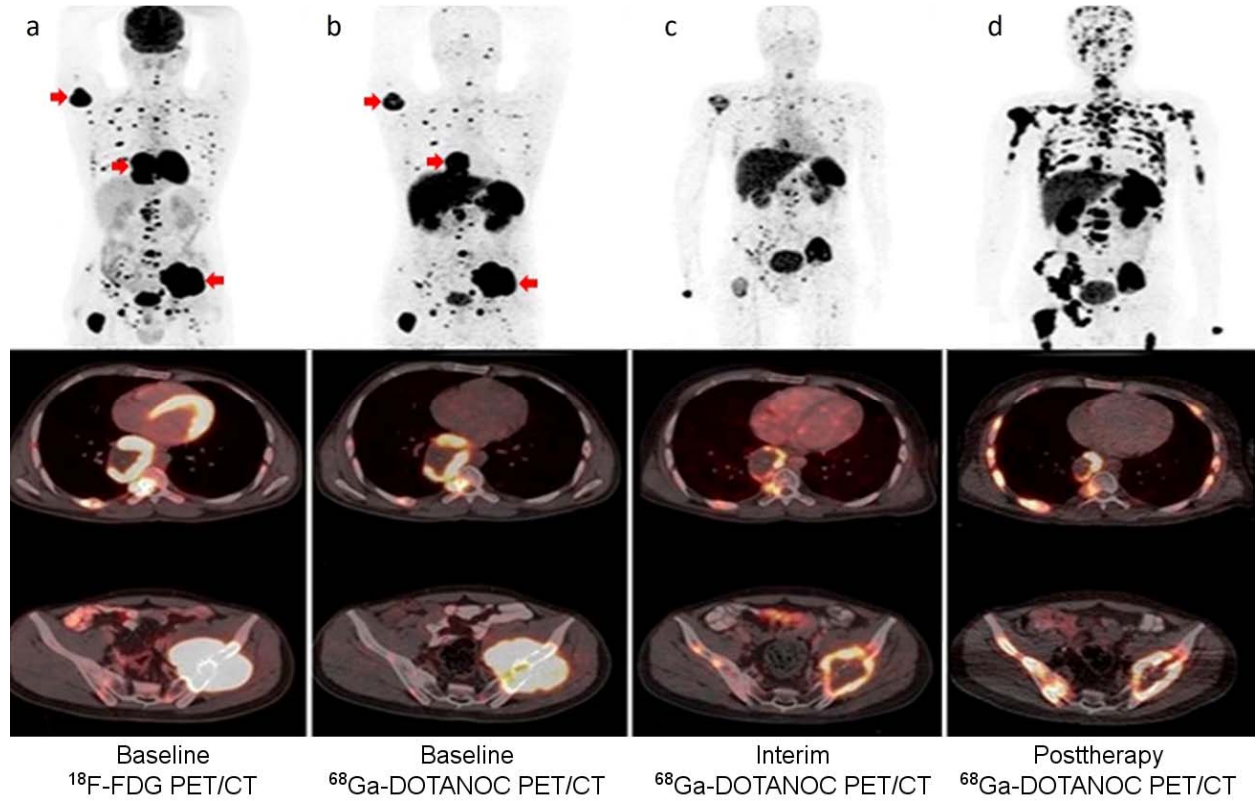 a
b
c
d
Baseline
¹⁸F-FDG PET/CT
Baseline
⁶⁸Ga-DOTANOC PET/CT
Interim
⁶⁸Ga-DOTANOC PET/CT
Posttherapy
⁶⁸Ga-DOTANOC PET/CT